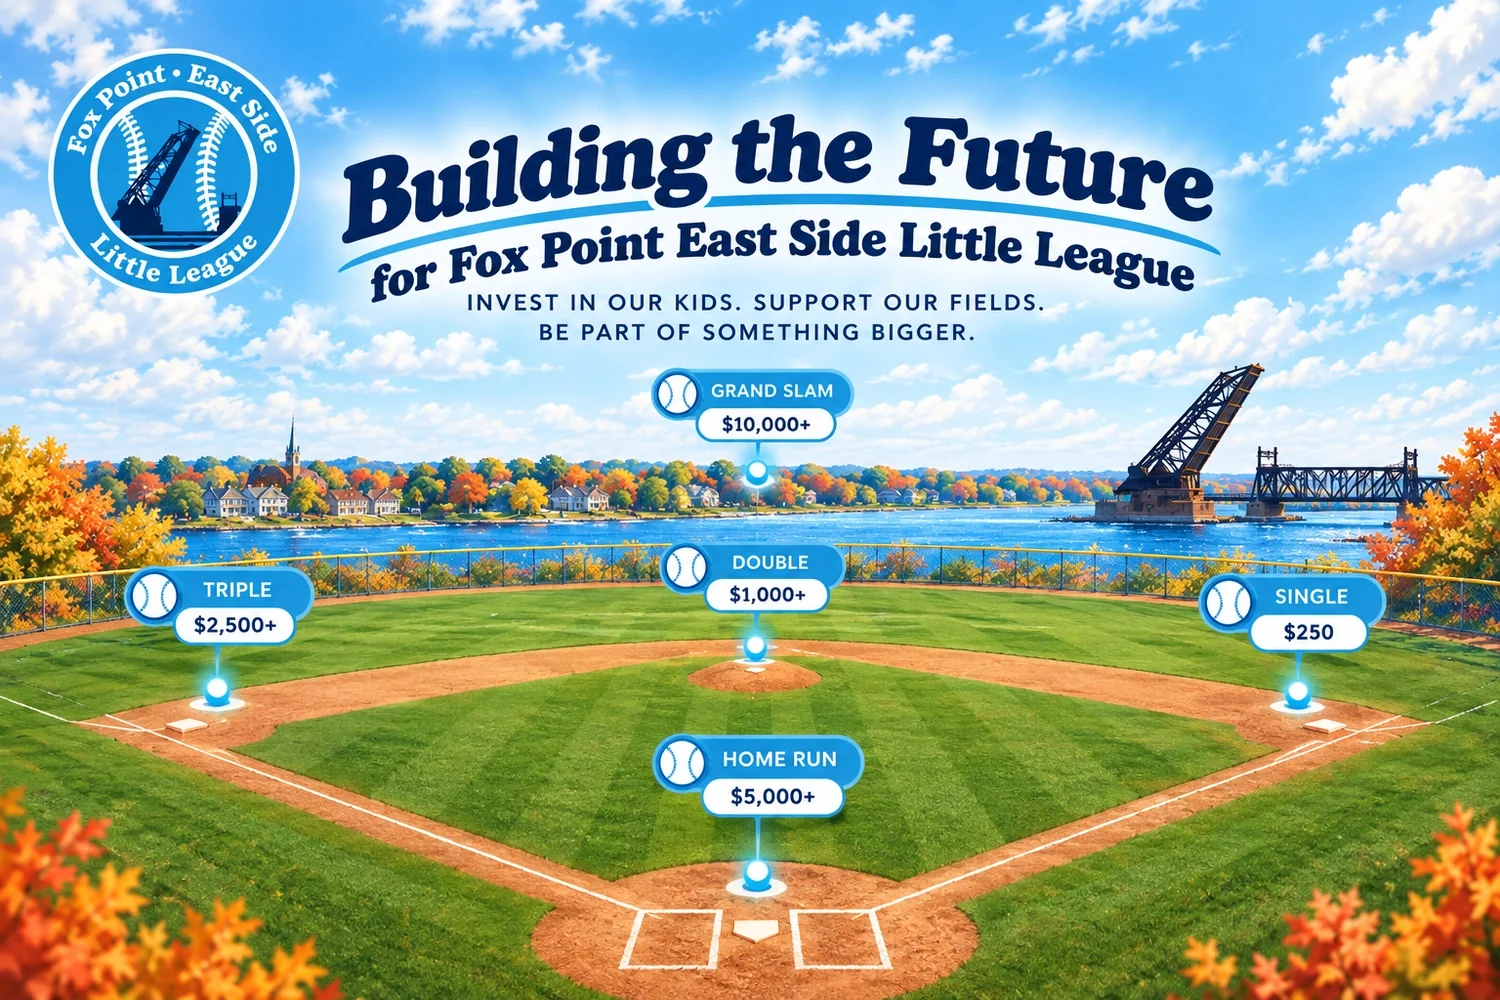 Fox Point • East Side
Little League
Building the Future
for Fox Point East Side Little League
INVEST IN OUR KIDS. SUPPORT OUR FIELDS.
BE PART OF SOMETHING BIGGER.
GRAND SLAM
$10,000+
DOUBLE
$1,000+
TRIPLE
$2,500+
SINGLE
$250
HOME RUN
$5,000+